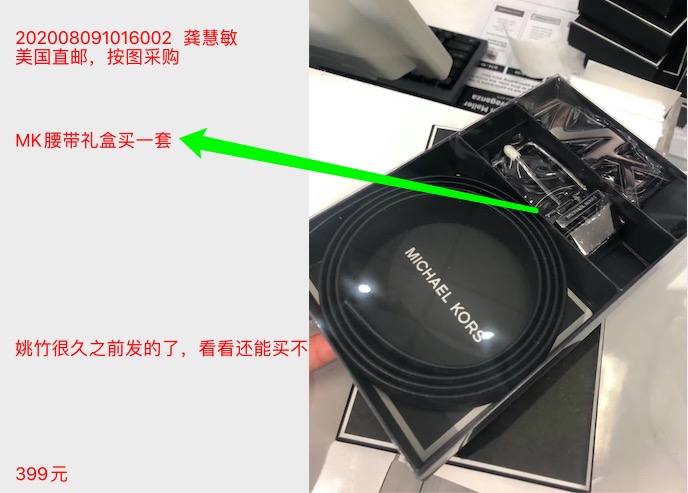 202008091016002 龚慧敏
美国直邮，按图采购
MK腰带礼盒买一套
姚竹很久之前发的了，看看还能买不
399元
MICHAEL KORS